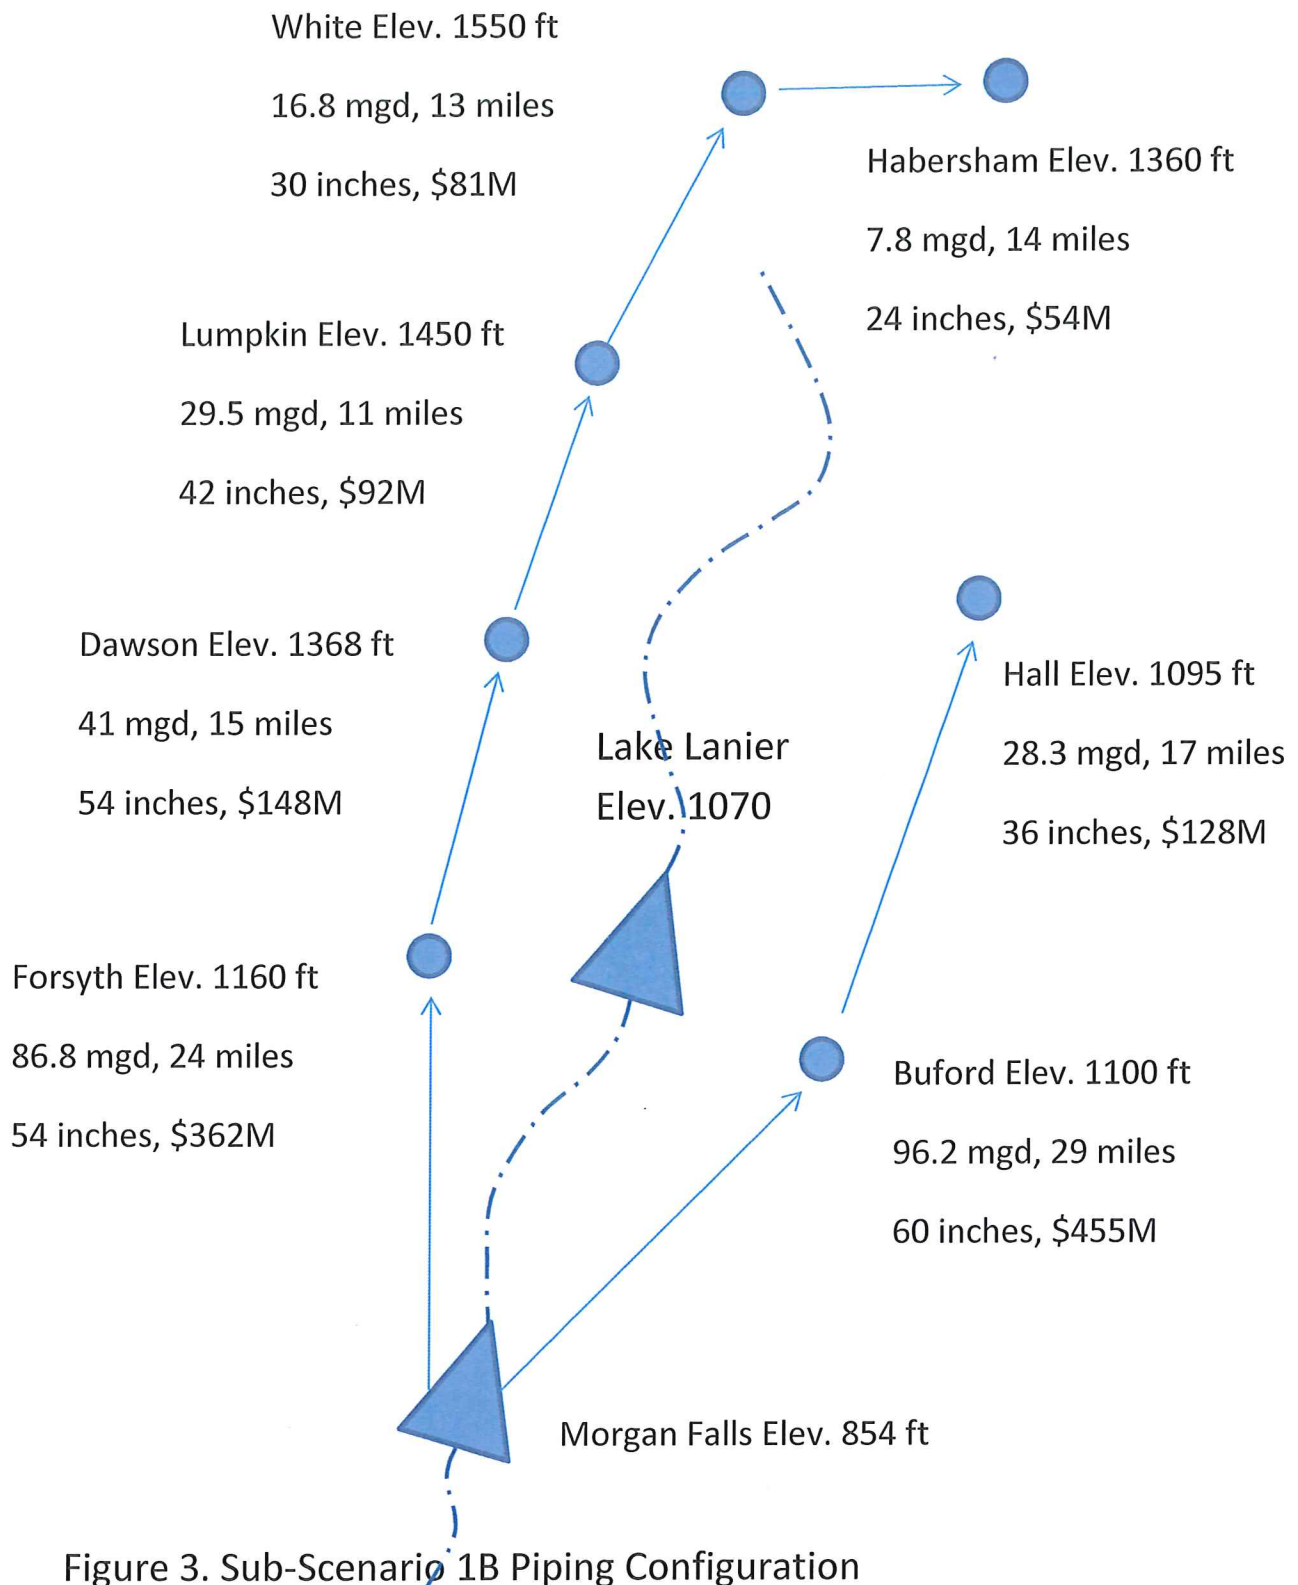 White Elev. 1550 ft
16.8 mgd, 13 miles
30 inches, $81M
Habersham Elev. 1360 ft
7.8 mgd, 14 miles
24 inches, $54M
Lumpkin Elev. 1450 ft
29.5 mgd, 11 miles
42 inches, $92M
Dawson Elev. 1368 ft
41 mgd, 15 miles
54 inches, $148M
Hall Elev. 1095 ft
28.3 mgd, 17 miles
36 inches, $128M
Lake Lanier
Elev. 1070
Forsyth Elev. 1160 ft
86.8 mgd, 24 miles
54 inches, $362M
Buford Elev. 1100 ft
96.2 mgd, 29 miles
60 inches, $455M
Morgan Falls Elev. 854 ft
Figure 3. Sub-Scenario 1B Piping Configuration